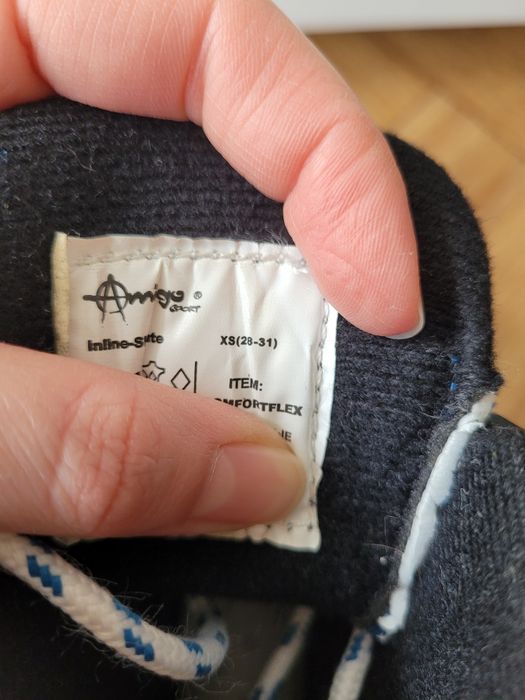 Amigo ®
SPORT
Inline-Skate XS(28-31)
ITEM:
OMFORTFLEX